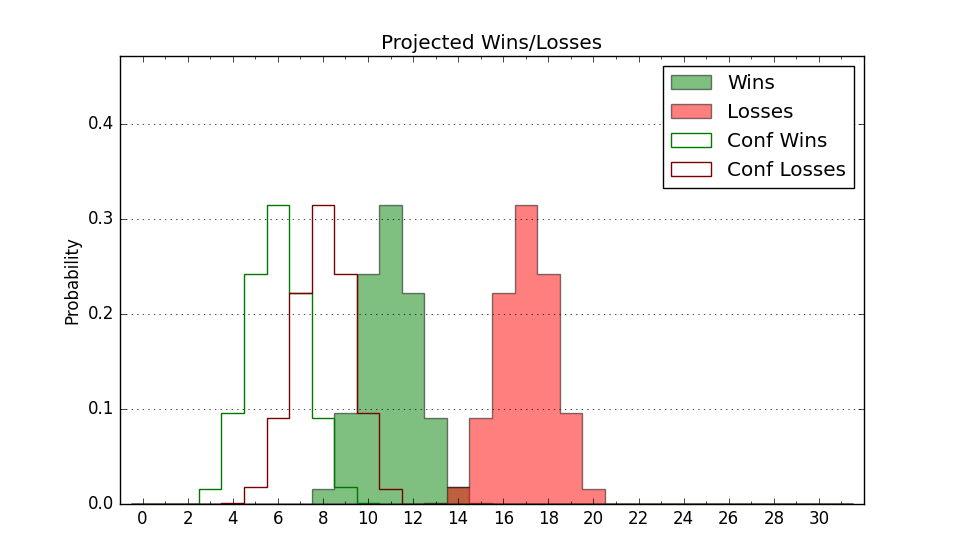 Projected Wins/Losses
Wins
Losses
Conf Wins
Conf Losses
Probability
0.4
0.3
0.2
0.1
0.0
0 2 4 6 8 10 12 14 16 18 20 22 24 26 28 30